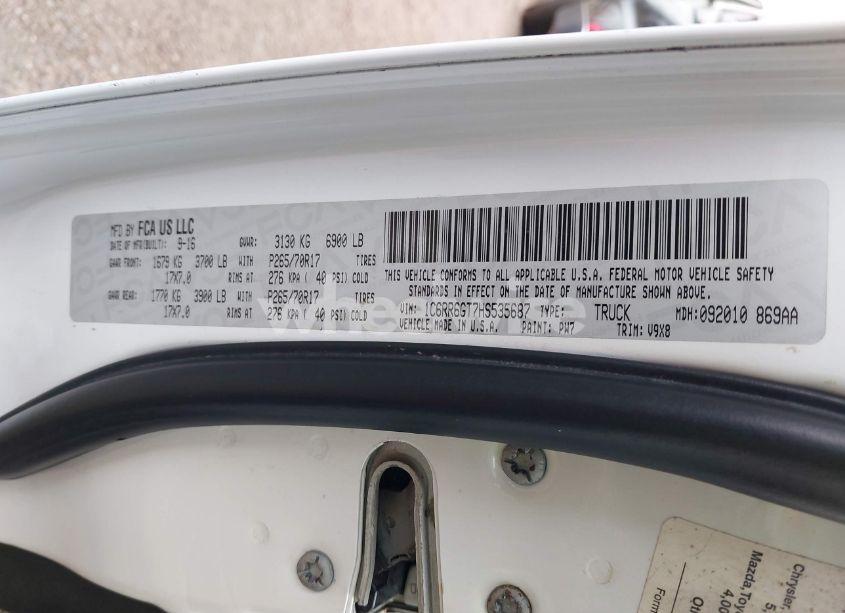 MFD BY FCA US LLC
DATE OF MFR(BUILT): 9-16 GVWR: 3130 KG 6900 LB
GAWR FRONT: 1679 KG 3700 LB WITH P265/70R17 TIRES
17X7.0 RIMS AT 276 KPA ( 40 PSI) COLD
GAWR REAR: 1770 KG 3900 LB WITH P265/70R17 TIRES
17X7.0 RIMS AT 276 KPA ( 40 PSI) COLD
THIS VEHICLE CONFORMS TO ALL APPLICABLE U.S.A. FEDERAL MOTOR VEHICLE SAFETY
STANDARDS IN EFFECT ON THE DATE OF MANUFACTURE SHOWN ABOVE.
VIN: 1C6RR6GT7HS535687 TYPE: TRUCK MDH: 092010 869AA
VEHICLE MADE IN U.S.A. PAINT: PW7 TRIM: V9X8